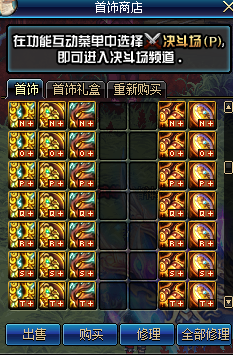 首饰商店
在功能互动菜单中选择 决斗场(P),
即可进入决斗场频道 .
首饰 首饰礼盒 重新购买
N+ N+ N+ N+ N+
O+ O+ O+ O+ O+
P+ P+ P+ P+ P+
Q+ Q+ Q+ Q+ Q+
R+ R+ R+ R+ R+
S+ S+ S+ S+ S+
T+ T+ T+ T+ T+
出售 购买 修理 全部修理